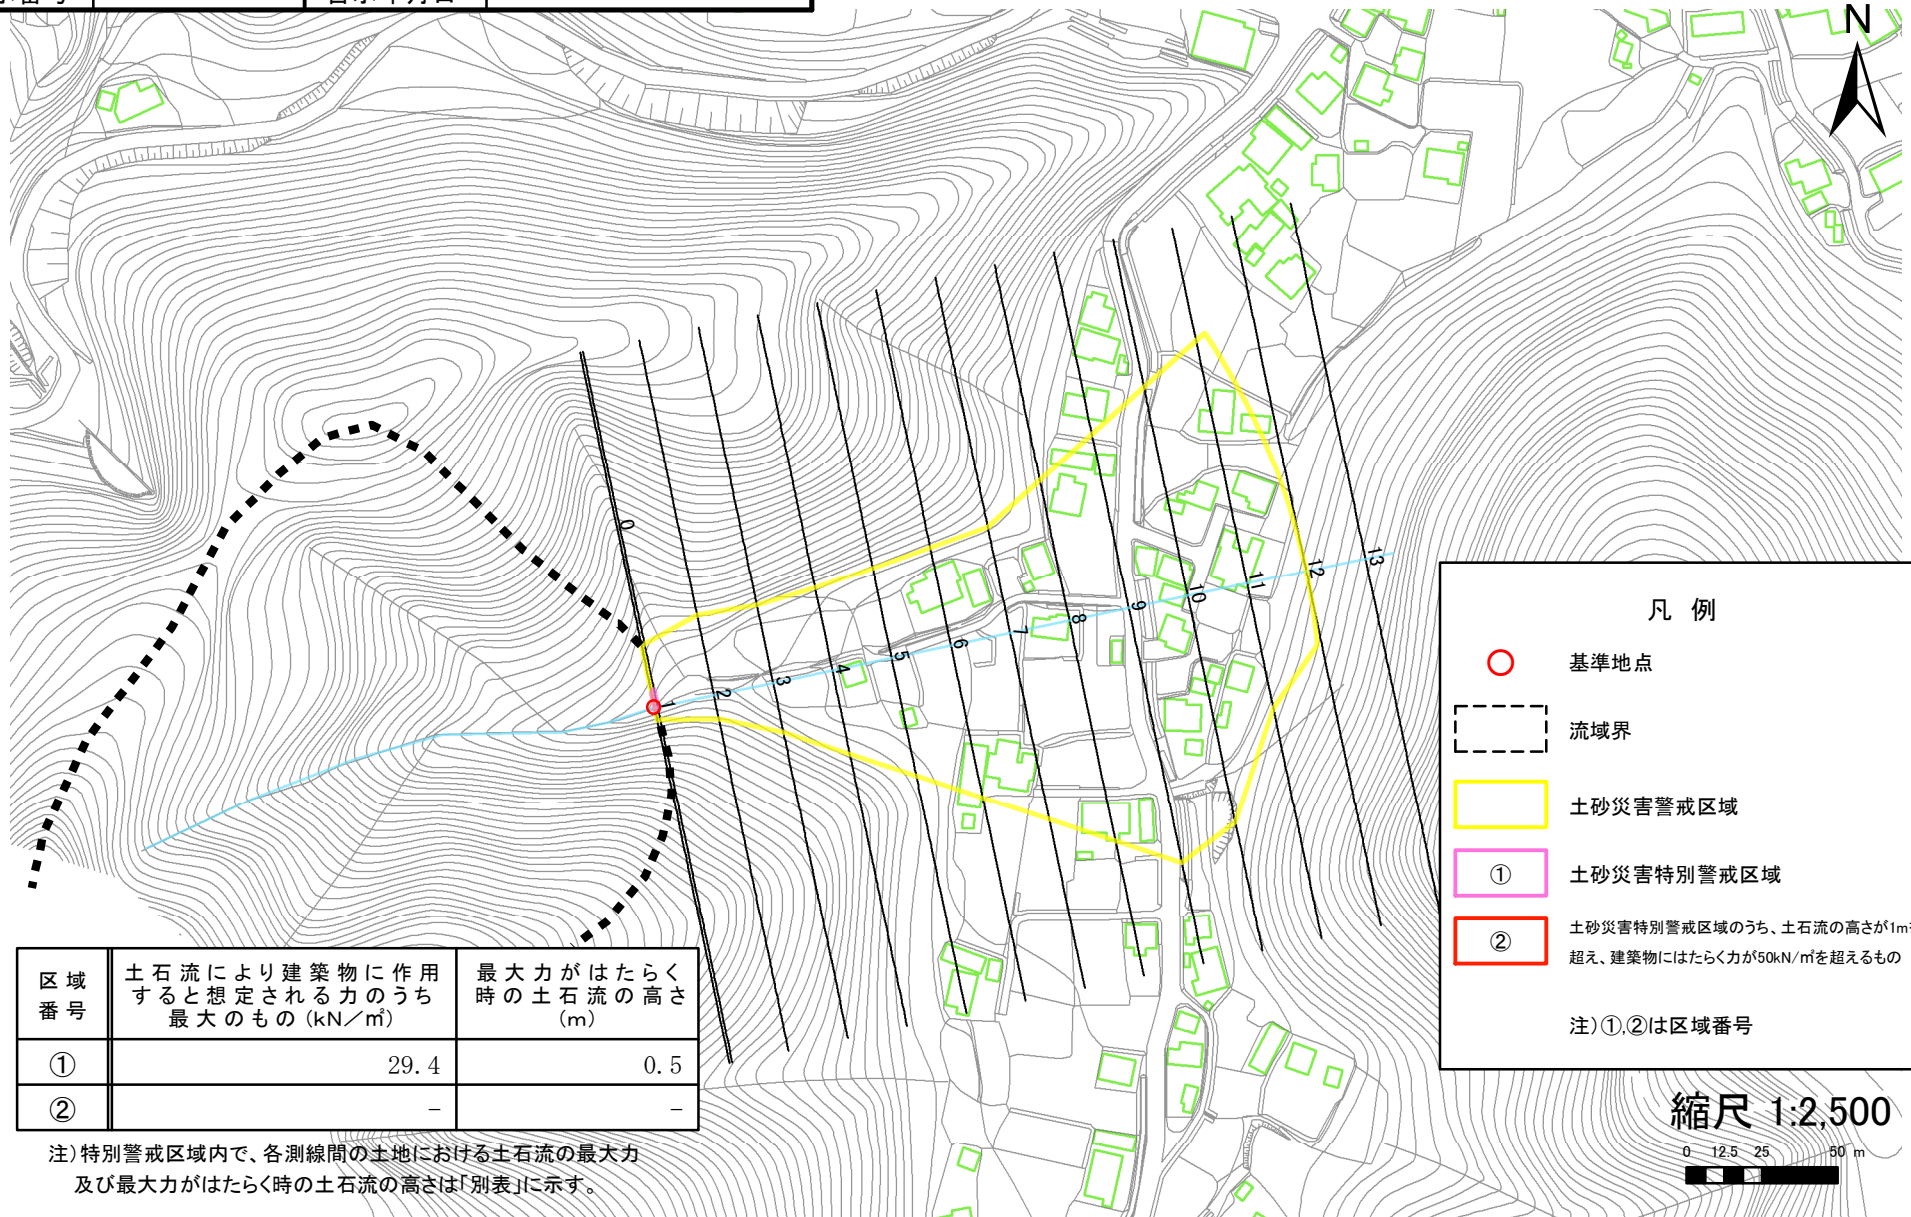 番号
告示年月日
N
0
1
2
3
4
5
6
7
8
9
10
11
12
13
凡 例
基準地点
流域界
土砂災害警戒区域
① 土砂災害特別警戒区域
② 土砂災害特別警戒区域のうち、土石流の高さが1mを
超え、建築物にはたらく力が50kN/㎡を超えるもの
注)①,②は区域番号
区域
番号
土石流により建築物に作用
すると想定される力のうち
最大のもの(kN/㎡)
最大力がはたらく
時の土石流の高さ
(m)
① 29.4 0.5
② - -
注)特別警戒区域内で、各測線間の土地における土石流の最大力
及び最大力がはたらく時の土石流の高さは「別表」に示す。
縮尺 1:2,500
0 12.5 25 50 m